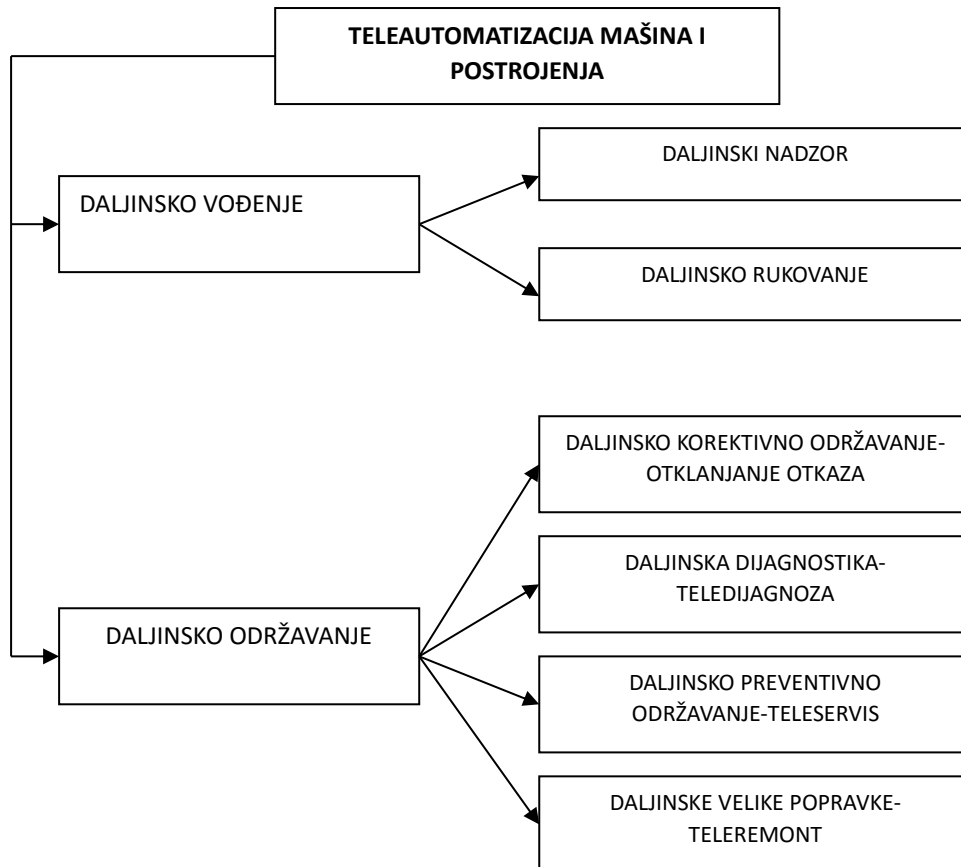 TELEAUTOMATIZACIJA MAŠINA I
POSTROJENJA
DALJINSKI NADZOR
DALJINSKO VOĐENJE
DALJINSKO RUKOVANJE
DALJINSKO KOREKTIVNO ODRŽAVANJE-
OTKLANJANJE OTKAZA
DALJINSKA DIJAGNOSTIKA-
TELEDIJAGNOZA
DALJINSKO ODRŽAVANJE
DALJINSKO PREVENTIVNO
ODRŽAVANJE-TELESERVIS
DALJINSKE VELIKE POPRAVKE-
TELEREMONT